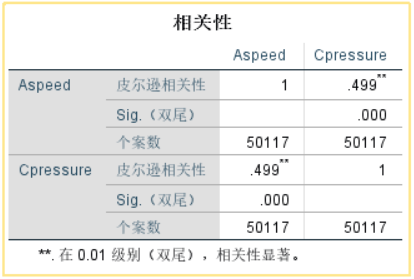 相关性
Aspeed Cpressure
Aspeed 皮尔逊相关性 1 .499**
Sig.（双尾） .000
个案数 50117 50117
Cpressure 皮尔逊相关性 .499** 1
Sig.（双尾） .000
个案数 50117 50117
**. 在 0.01 级别（双尾），相关性显著。